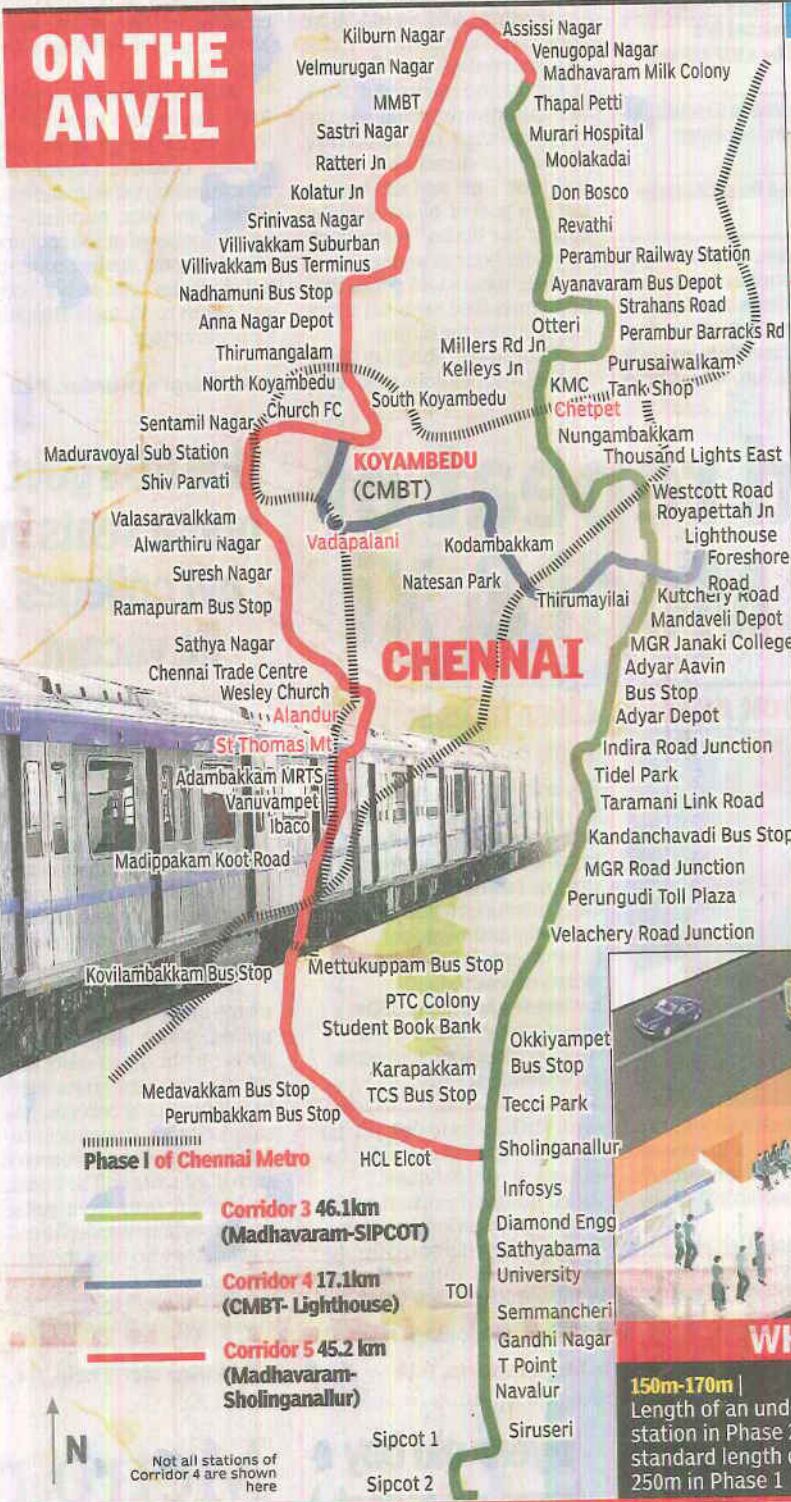 ON THE
ANVIL
Kilburn Nagar
Assissi Nagar
Venugopal Nagar
Velmurugan Nagar
Madhavaram Milk Colony
MMBT
Thapal Petti
Sastri Nagar
Murari Hospital
Ratteri Jn
Moolakadai
Kolatur Jn
Don Bosco
Srinivasa Nagar
Revathi
Villivakkam Suburban
Villivakkam Bus Terminus
Perambur Railway Station
Nadhamuni Bus Stop
Ayanavaram Bus Depot
Strahans Road
Anna Nagar Depot
Otteri
Perambur Barracks Rd
Thirumangalam
Millers Rd Jn
Kelleys Jn
Purusaiwalkam
North Koyambedu
KMC
Tank Shop
Church FC
South Koyambedu
Chetpet
Sentamil Nagar
Nungambakkam
Maduravoyal Sub Station
KOYAMBEDU
(CMBT)
Thousand Lights East
Shiv Parvati
Westcott Road
Royapettah Jn
Valasaravalkkam
Alwarthiru Nagar
Vadapalani
Kodambakkam
Lighthouse
Foreshore
Road
Suresh Nagar
Natesan Park
Thirumayilai
Kutchery Road
Ramapuram Bus Stop
Mandaveli Depot
Sathya Nagar
CHENNAI
MGR Janaki College
Chennai Trade Centre
Adyar Aavin
Bus Stop
Wesley Church
Alandur
Adyar Depot
St Thomas Mt
Indira Road Junction
Adambakkam MRTS
Tidel Park
Vanuvampet
Taramani Link Road
Ibaco
Kandanchavadi Bus Stop
Madippakam Koot Road
MGR Road Junction
Perungudi Toll Plaza
Velachery Road Junction
Kovilambakkam Bus Stop
Mettukuppam Bus Stop
PTC Colony
Student Book Bank
Okkiyampet
Bus Stop
Karapakkam
TCS Bus Stop
Medavakkam Bus Stop
Tecci Park
Perumbakkam Bus Stop
HCL Elcot
Sholinganallur
Phase I of Chennai Metro
Infosys
Corridor 3 46.1km
(Madhavaram-SIPCOT)
Diamond Engg
Sathyabama
University
Corridor 4 17.1km
(CMBT- Lighthouse)
TOI
Semmancheri
Gandhi Nagar
Corridor 5 45.2 km
(Madhavaram-
Sholinganallur)
T Point
Navalur
Siruseri
N
Not all stations of
Corridor 4 are shown
here
Sipcot 1
Sipcot 2
WH
150m-170m |
Length of an und
station in Phase 2
standard length o
250m in Phase 1